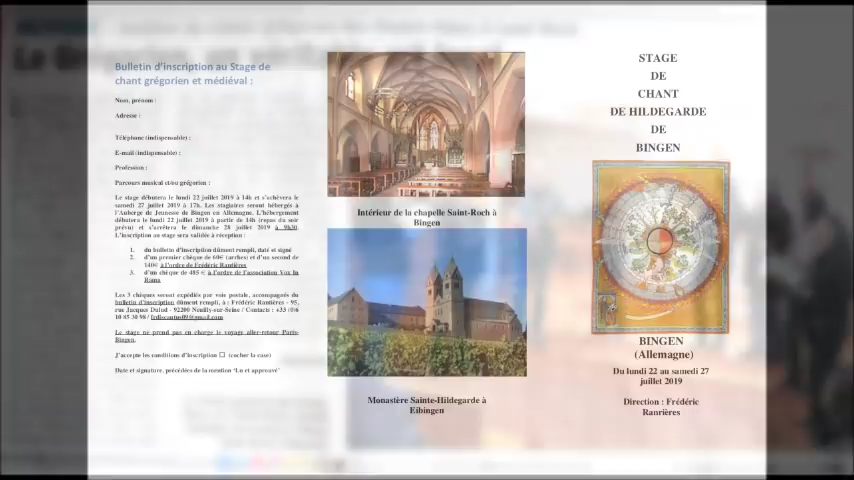 Bulletin d'inscription au Stage de
chant grégorien et médiéval :
Nom, prénom :
Adresse :
Téléphone (indispensable) :
E-mail (indispensable) :
Profession :
Parcours musical et/ou grégorien :
Le stage débutera le lundi 22 juillet 2019 à 14h et s'achèvera le
samedi 27 juillet 2019 à 17h. Les stagiaires seront hébergés à
l'Auberge de Jeunesse de Bingen en Allemagne. L'hébergement
débutera le lundi 22 juillet 2019 à partir de 14h (repas du soir
prévu) et s'arrêtera le dimanche 28 juillet 2019 à 9h30.
L'inscription au stage sera validée à réception :
1. du bulletin d'inscription dûment rempli, daté et signé
2. d'un premier chèque de 60€ (arrhes) et d'un second de
140€ à l'ordre de Frédéric Rantières
3. d'un chèque de 485 € à l'ordre de l'association Vox In
Rama
Les 3 chèques seront expédiés par voie postale, accompagnés du
bulletin d'inscription dûment rempli, à : Frédéric Rantières - 95,
rue Jacques Dulud - 92200 Neuilly-sur-Seine / Contacts : +33 (0)6
10 85 30 98 /
Le stage ne prend pas en charge le voyage aller-retour Paris-
Bingen.
J'accepte les conditions d'inscription ☐ (cocher la case)
Date et signature, précédées de la mention "Lu et approuvé"
Intérieur de la chapelle Saint-Roch à
Bingen
Monastère Sainte-Hildegarde à
Eibingen
STAGE
DE
CHANT
DE HILDEGARDE
DE
BINGEN
BINGEN
(Allemagne)
Du lundi 22 au samedi 27
juillet 2019
Direction : Frédéric
Ranrières